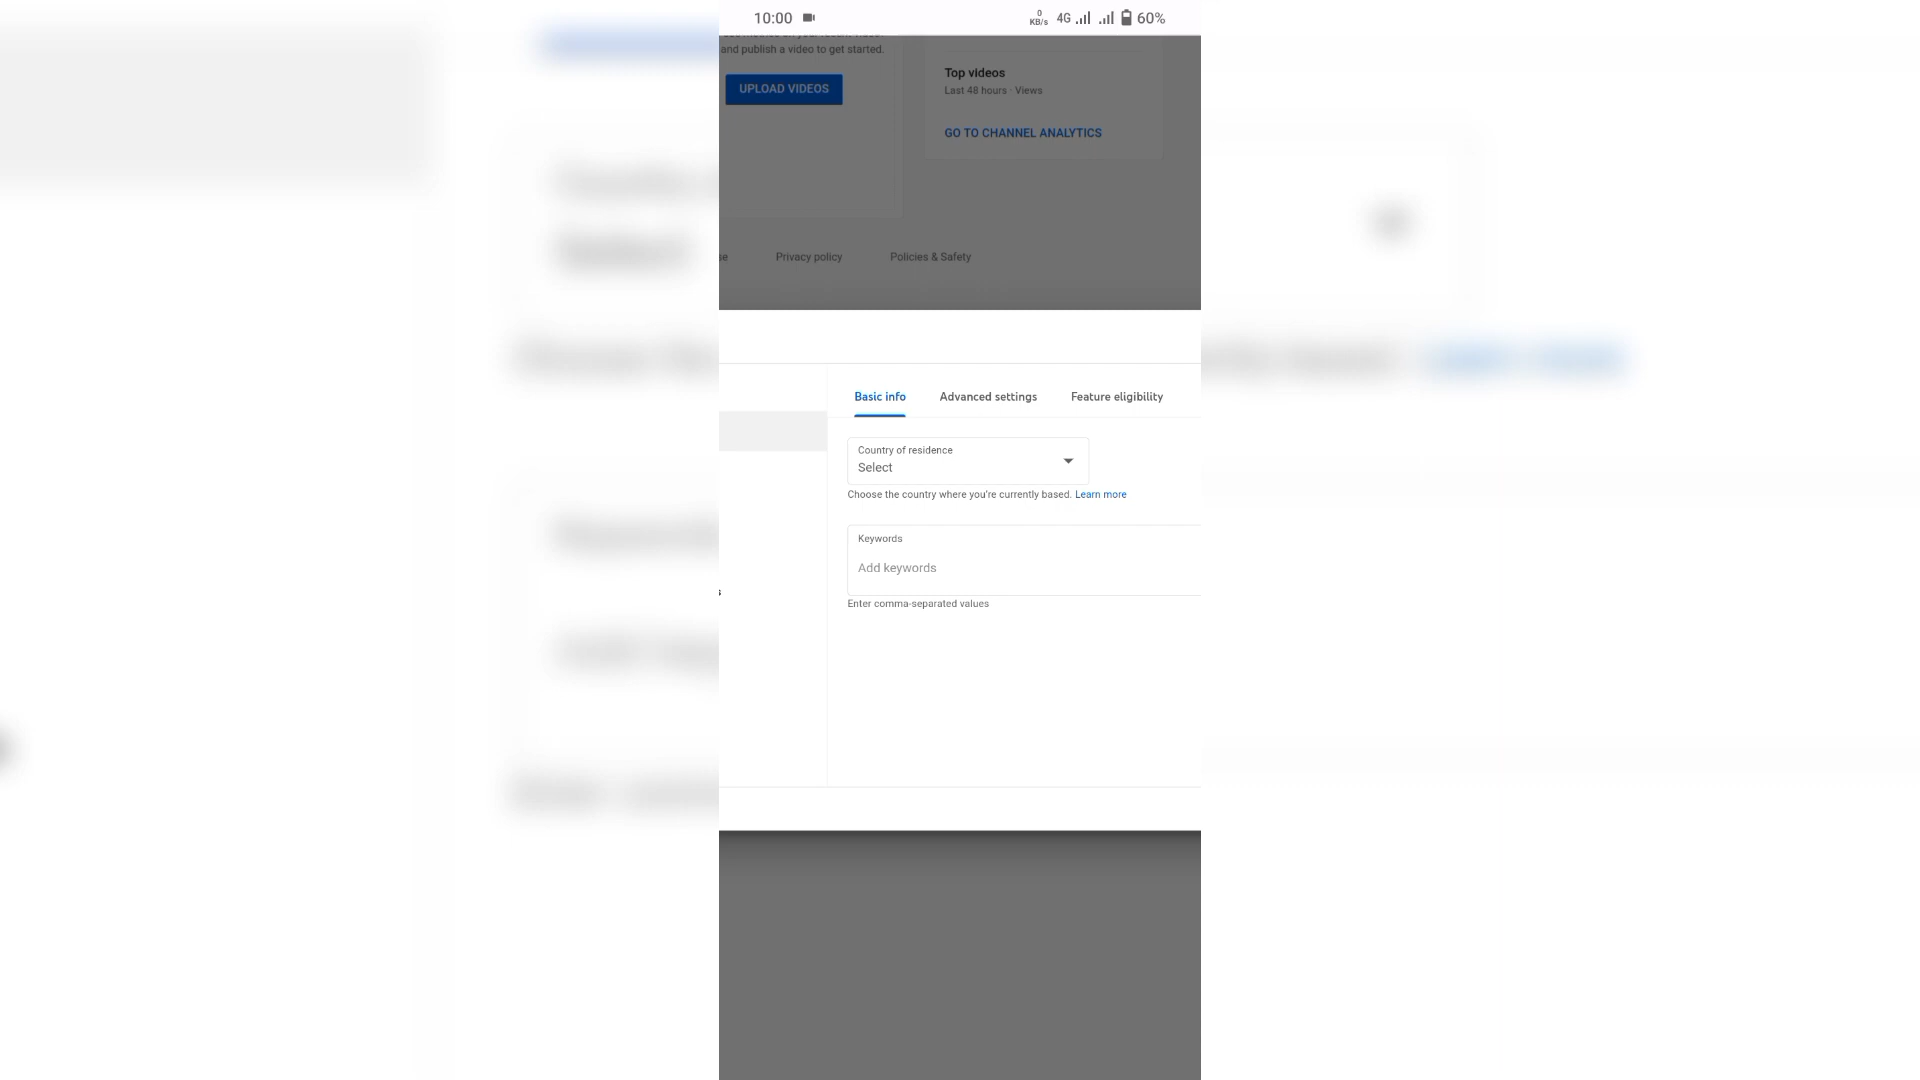 10:00
0
KB/s
4G
60%
and publish a video to get started.
UPLOAD VIDEOS
Top videos
Last 48 hours · Views
GO TO CHANNEL ANALYTICS
Privacy policy
Policies & Safety
Basic info
Advanced settings
Feature eligibility
Country of residence
Select
Choose the country where you're currently based. Learn more
Keywords
Add keywords
Enter comma-separated values